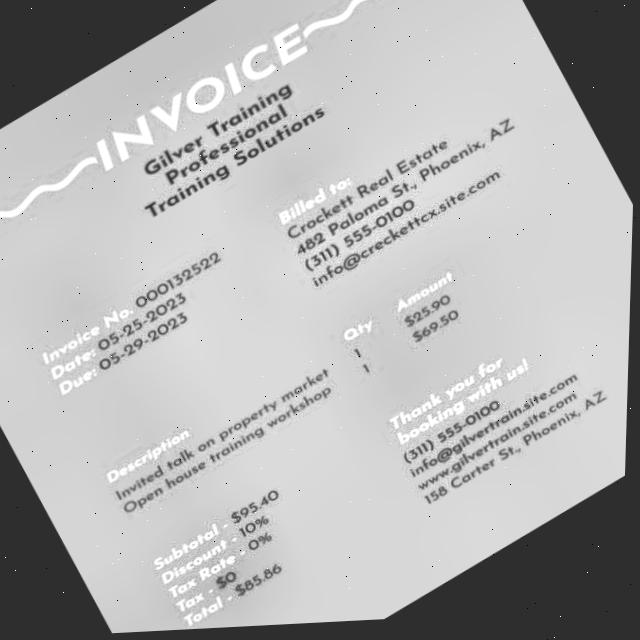 INVOICE
Gilver Training
Professional
Training Solutions
Billed to:
Crockett Real Estate
482 Paloma St., Phoenix, AZ
(311) 555-0100
info@crecketicx.site.com
Invoice No. 000132522
Date: 05-25-2023
Due: 05-29-2023
Description Qty Amount
Invited talk on property market 1 $25.90
Open house training workshop 1 $69.50
Subtotal - $95.40
Discount - 10%
Tax Rate - 0%
Tax - $0
Total - $85.86
Thank you for
booking with us!
(311) 555-0100
info@gilvertrain.site.com
www.gilvertrain.site.com
158 Carter St., Phoenix, AZ